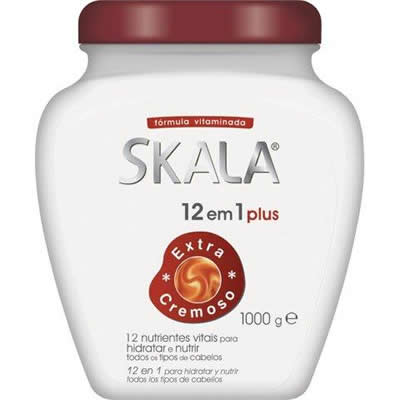 fórmula vitaminada
SKALA®
12 em 1 plus
Extra
Cremoso
1000 g e
12 nutrientes vitais para
hidratar e nutrir
todos os tipos de cabelos
12 en 1 para hidratar y nutrir
todos los tipos de cabellos